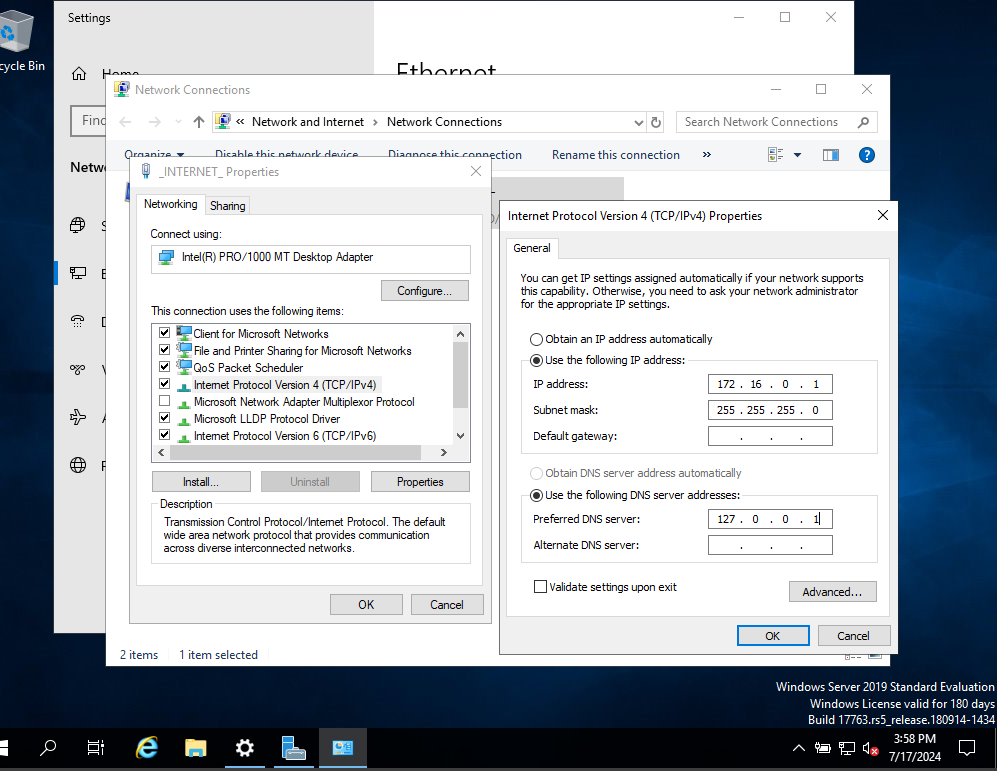 Settings
cycle Bin
Home
Ethernet
Network Connections
« Network and Internet › Network Connections
Search Network Connections
Find
Organize
Disable this network device
Diagnose this connection
Rename this connection
»
_INTERNET_ Properties
Networking
Sharing
Connect using:
Intel(R) PRO/1000 MT Desktop Adapter
Configure...
This connection uses the following items:
Client for Microsoft Networks
File and Printer Sharing for Microsoft Networks
QoS Packet Scheduler
Internet Protocol Version 4 (TCP/IPv4)
Microsoft Network Adapter Multiplexor Protocol
Microsoft LLDP Protocol Driver
Internet Protocol Version 6 (TCP/IPv6)
Install...
Uninstall
Properties
Description
Transmission Control Protocol/Internet Protocol. The default
wide area network protocol that provides communication
across diverse interconnected networks.
OK
Cancel
Internet Protocol Version 4 (TCP/IPv4) Properties
General
You can get IP settings assigned automatically if your network supports
this capability. Otherwise, you need to ask your network administrator
for the appropriate IP settings.
Obtain an IP address automatically
Use the following IP address:
IP address: 172 . 16 . 0 . 1
Subnet mask: 255 . 255 . 255 . 0
Default gateway: . . .
Obtain DNS server address automatically
Use the following DNS server addresses:
Preferred DNS server: 127 . 0 . 0 . 1
Alternate DNS server: . . .
Validate settings upon exit
Advanced...
OK
Cancel
2 items
1 item selected
Windows Server 2019 Standard Evaluation
Windows License valid for 180 days
Build 17763.rs5_release.180914-1434
3:58 PM
7/17/2024